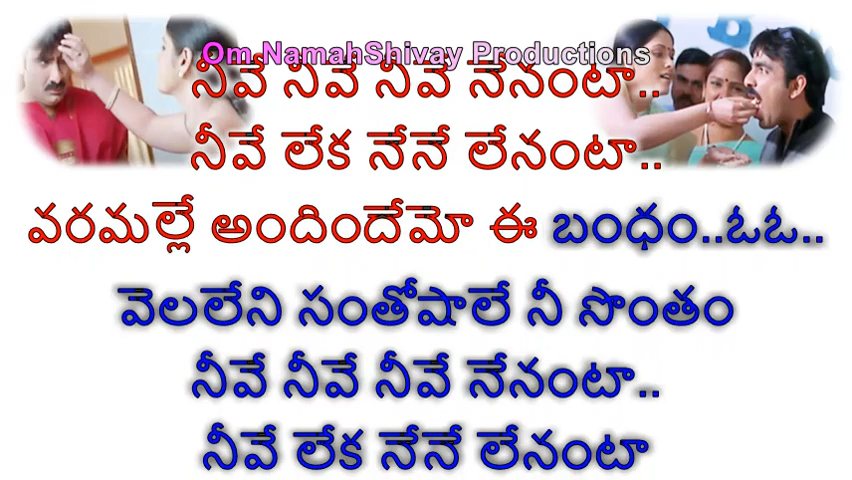 Om NamahShivay Productions
నీవే నీవే నీవే నేనంటా..
నీవే లేక నేనే లేనంటా..
వరమల్లే అందిందేమో ఈ బంధం..ఓఓ..
వెలలేని సంతోషాలే నీ సొంతం
నీవే నీవే నీవే నేనంటా..
నీవే లేక నేనే లేనంటా